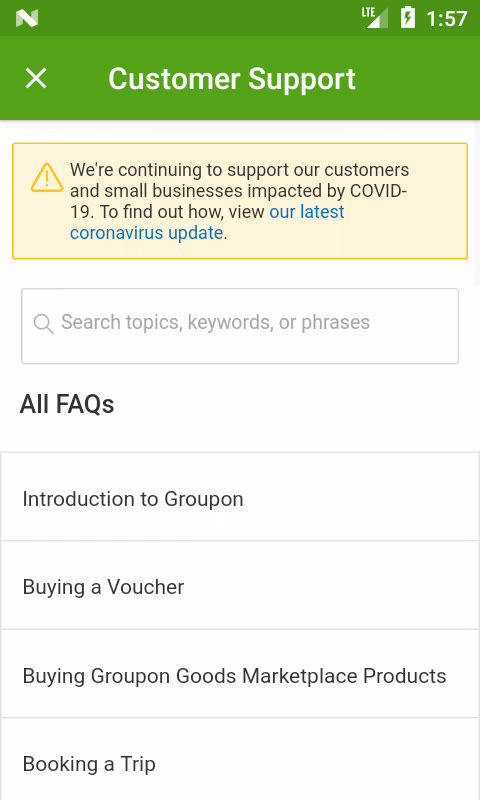 LTE 1:57
Customer Support
We're continuing to support our customers
and small businesses impacted by COVID-
19. To find out how, view our latest
coronavirus update.
Search topics, keywords, or phrases
All FAQs
Introduction to Groupon
Buying a Voucher
Buying Groupon Goods Marketplace Products
Booking a Trip